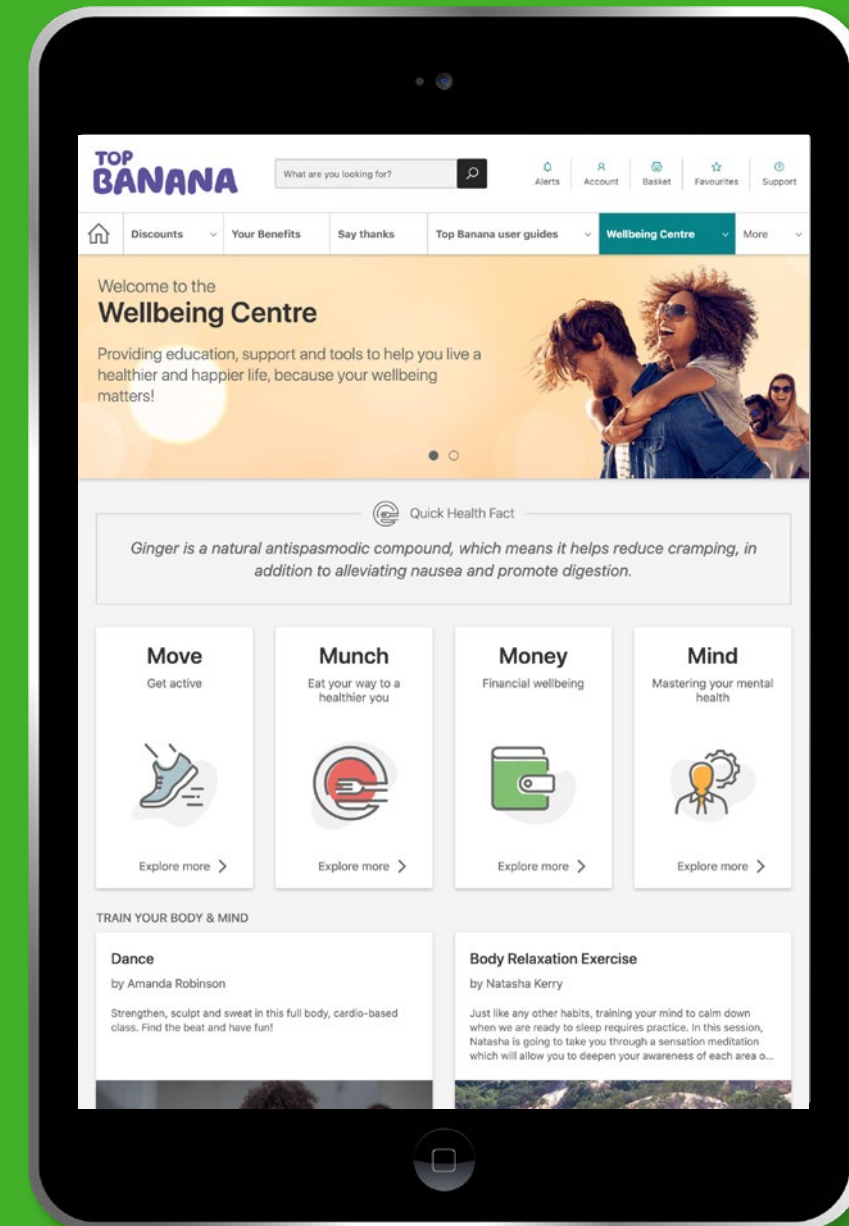 TOP
BANANA
What are you looking for?
Alerts
Account
Basket
Favourites
Support
Discounts
Your Benefits
Say thanks
Top Banana user guides
Wellbeing Centre
More
Welcome to the
Wellbeing Centre
Providing education, support and tools to help you live a
healthier and happier life, because your wellbeing
matters!
Quick Health Fact
Ginger is a natural antispasmodic compound, which means it helps reduce cramping, in
addition to alleviating nausea and promote digestion.
Move
Get active
Explore more
Munch
Eat your way to a
healthier you
Explore more
Money
Financial wellbeing
Explore more
Mind
Mastering your mental
health
Explore more
TRAIN YOUR BODY & MIND
Dance
by Amanda Robinson
Strengthen, sculpt and sweat in this full body, cardio-based
class. Find the beat and have fun!
Body Relaxation Exercise
by Natasha Kerry
Just like any other habits, training your mind to calm down
when we are ready to sleep requires practice. In this session,
Natasha is going to take you through a sensation meditation
which will allow you to deepen your awareness of each area o...